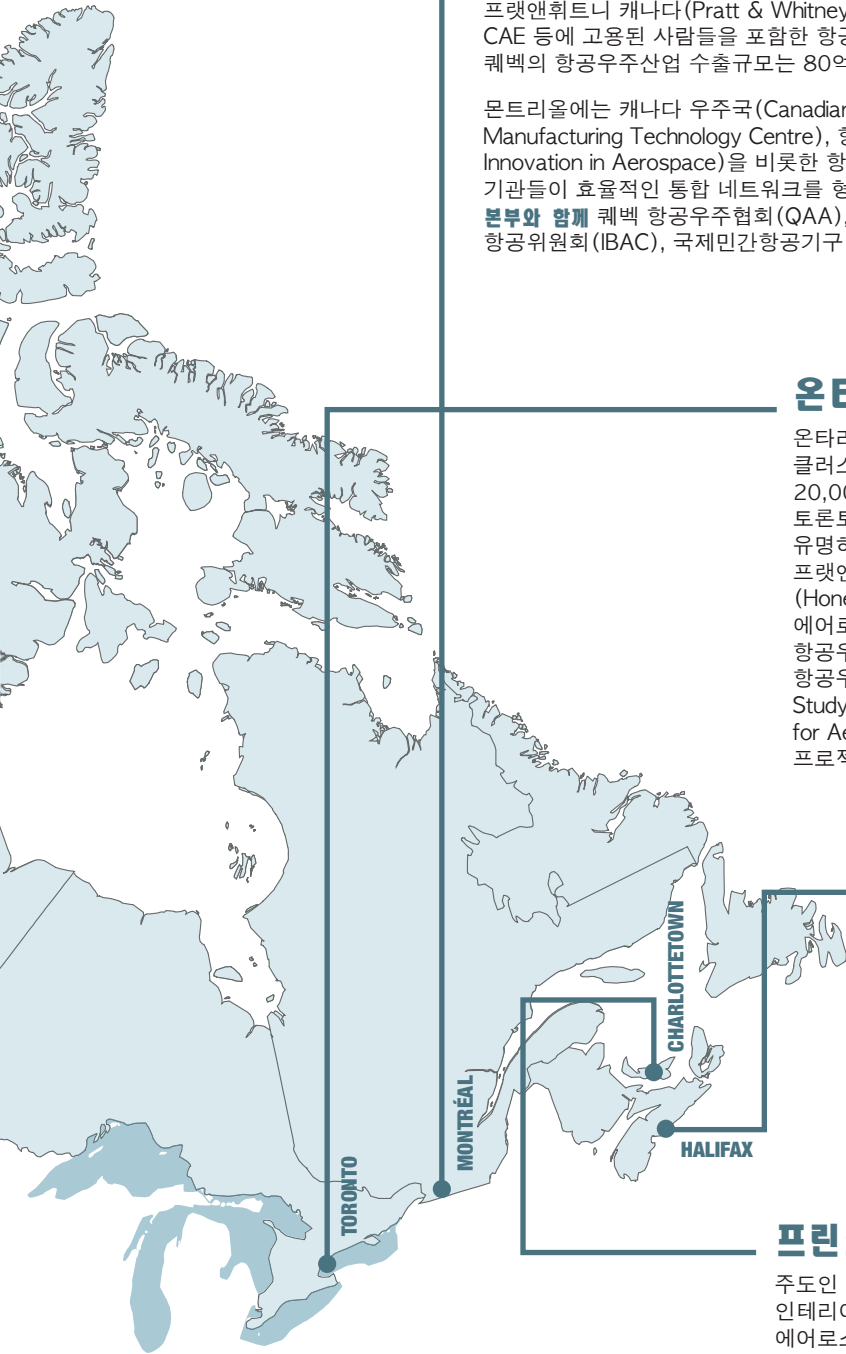 프랫앤휘트니 캐나다(Pratt & Whitney
CAE 등에 고용된 사람들을 포함한 항공
퀘벡의 항공우주산업 수출규모는 80억
몬트리올에는 캐나다 우주국(Canadian
Manufacturing Technology Centre), 항
Innovation in Aerospace)을 비롯한 항
기관들이 효율적인 통합 네트워크를 형
본부와 함께 퀘벡 항공우주협회(QAA),
항공위원회(IBAC), 국제민간항공기구
온타
온타리
클러스
20,00
토론토
유명하
프랫앤
(Hone
에어로
항공우
항공우
Study
for Ae
프로젝
CHARLOTTETOWN
MONTRÉAL
HALIFAX
TORONTO
프린
주도인
인테리어
에어로스